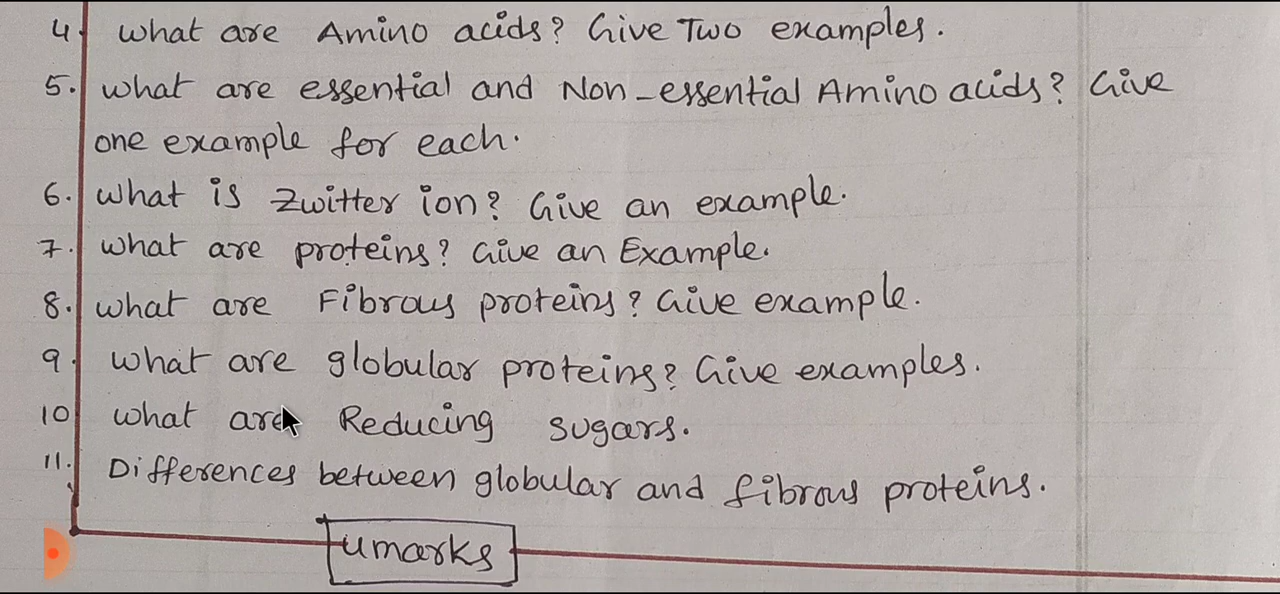 4. What are Amino acids? Give Two examples.
5. What are essential and Non-essential Amino acids? Give
one example for each.
6. What is Zwitter ion? Give an example.
7. What are proteins? Give an Example.
8. What are Fibrous proteins? Give example.
9. What are globular proteins? Give examples.
10 What are Reducing sugars.
11. Differences between globular and fibrous proteins.
4marks